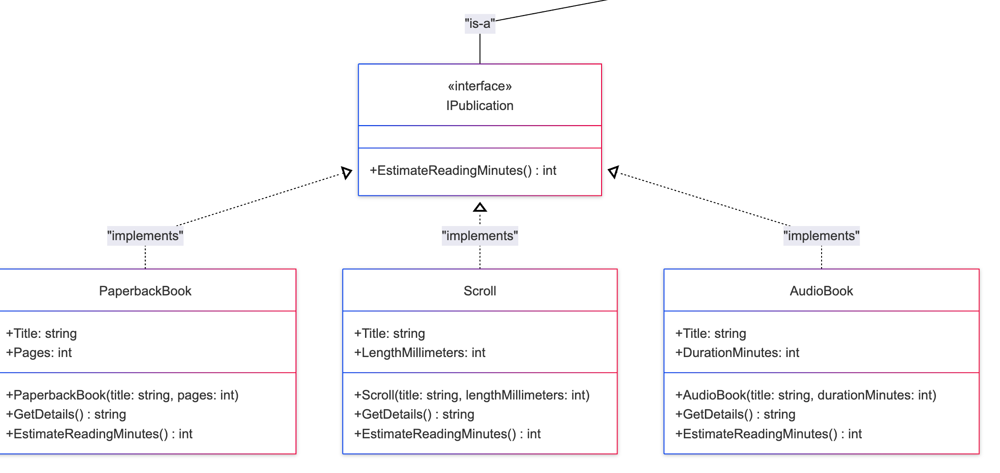 "is-a"
«interface»
IPublication
+EstimateReadingMinutes() : int
"implements"
"implements"
"implements"
PaperbackBook
+Title: string
+Pages: int
+PaperbackBook(title: string, pages: int)
+GetDetails() : string
+EstimateReadingMinutes() : int
Scroll
+Title: string
+LengthMillimeters: int
+Scroll(title: string, lengthMillimeters: int)
+GetDetails() : string
+EstimateReadingMinutes() : int
AudioBook
+Title: string
+DurationMinutes: int
+AudioBook(title: string, durationMinutes: int)
+GetDetails() : string
+EstimateReadingMinutes() : int